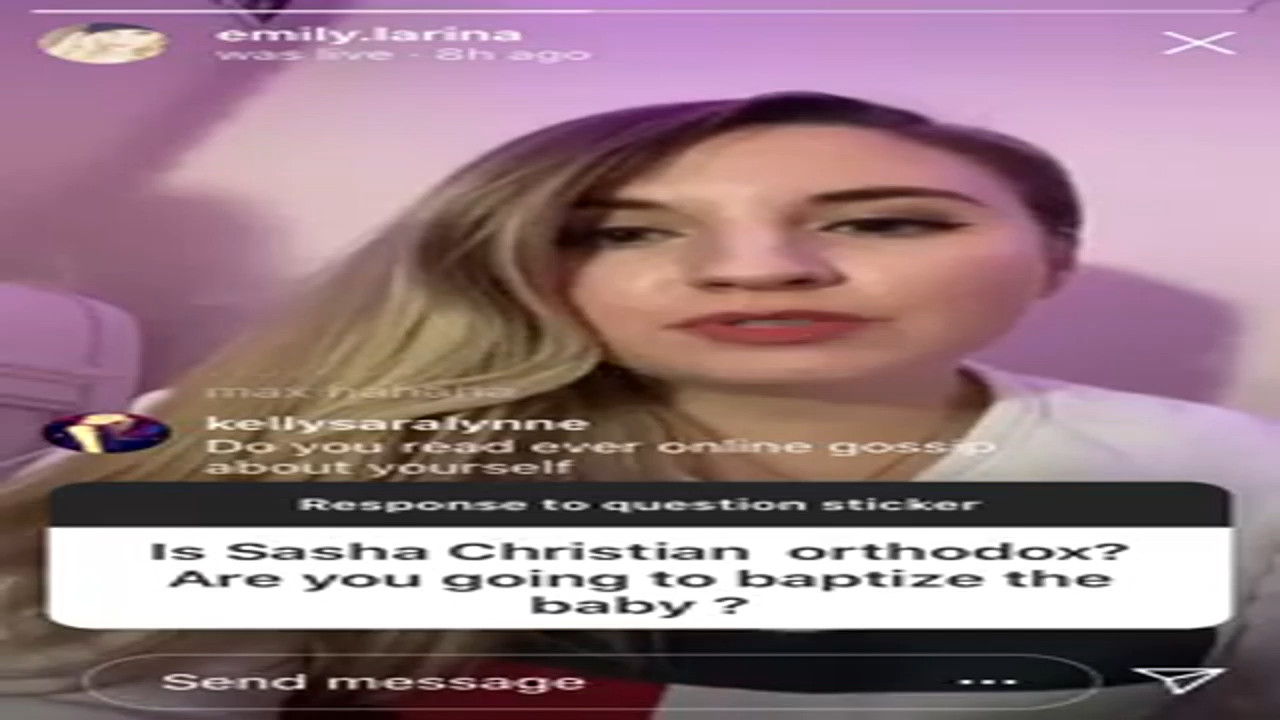 emily.larina
was live · 8h ago
kellysaralynne
Do you read ever online gossip
about yourself
Response to question sticker
Is Sasha Christian orthodox?
Are you going to baptize the
baby ?
Send message